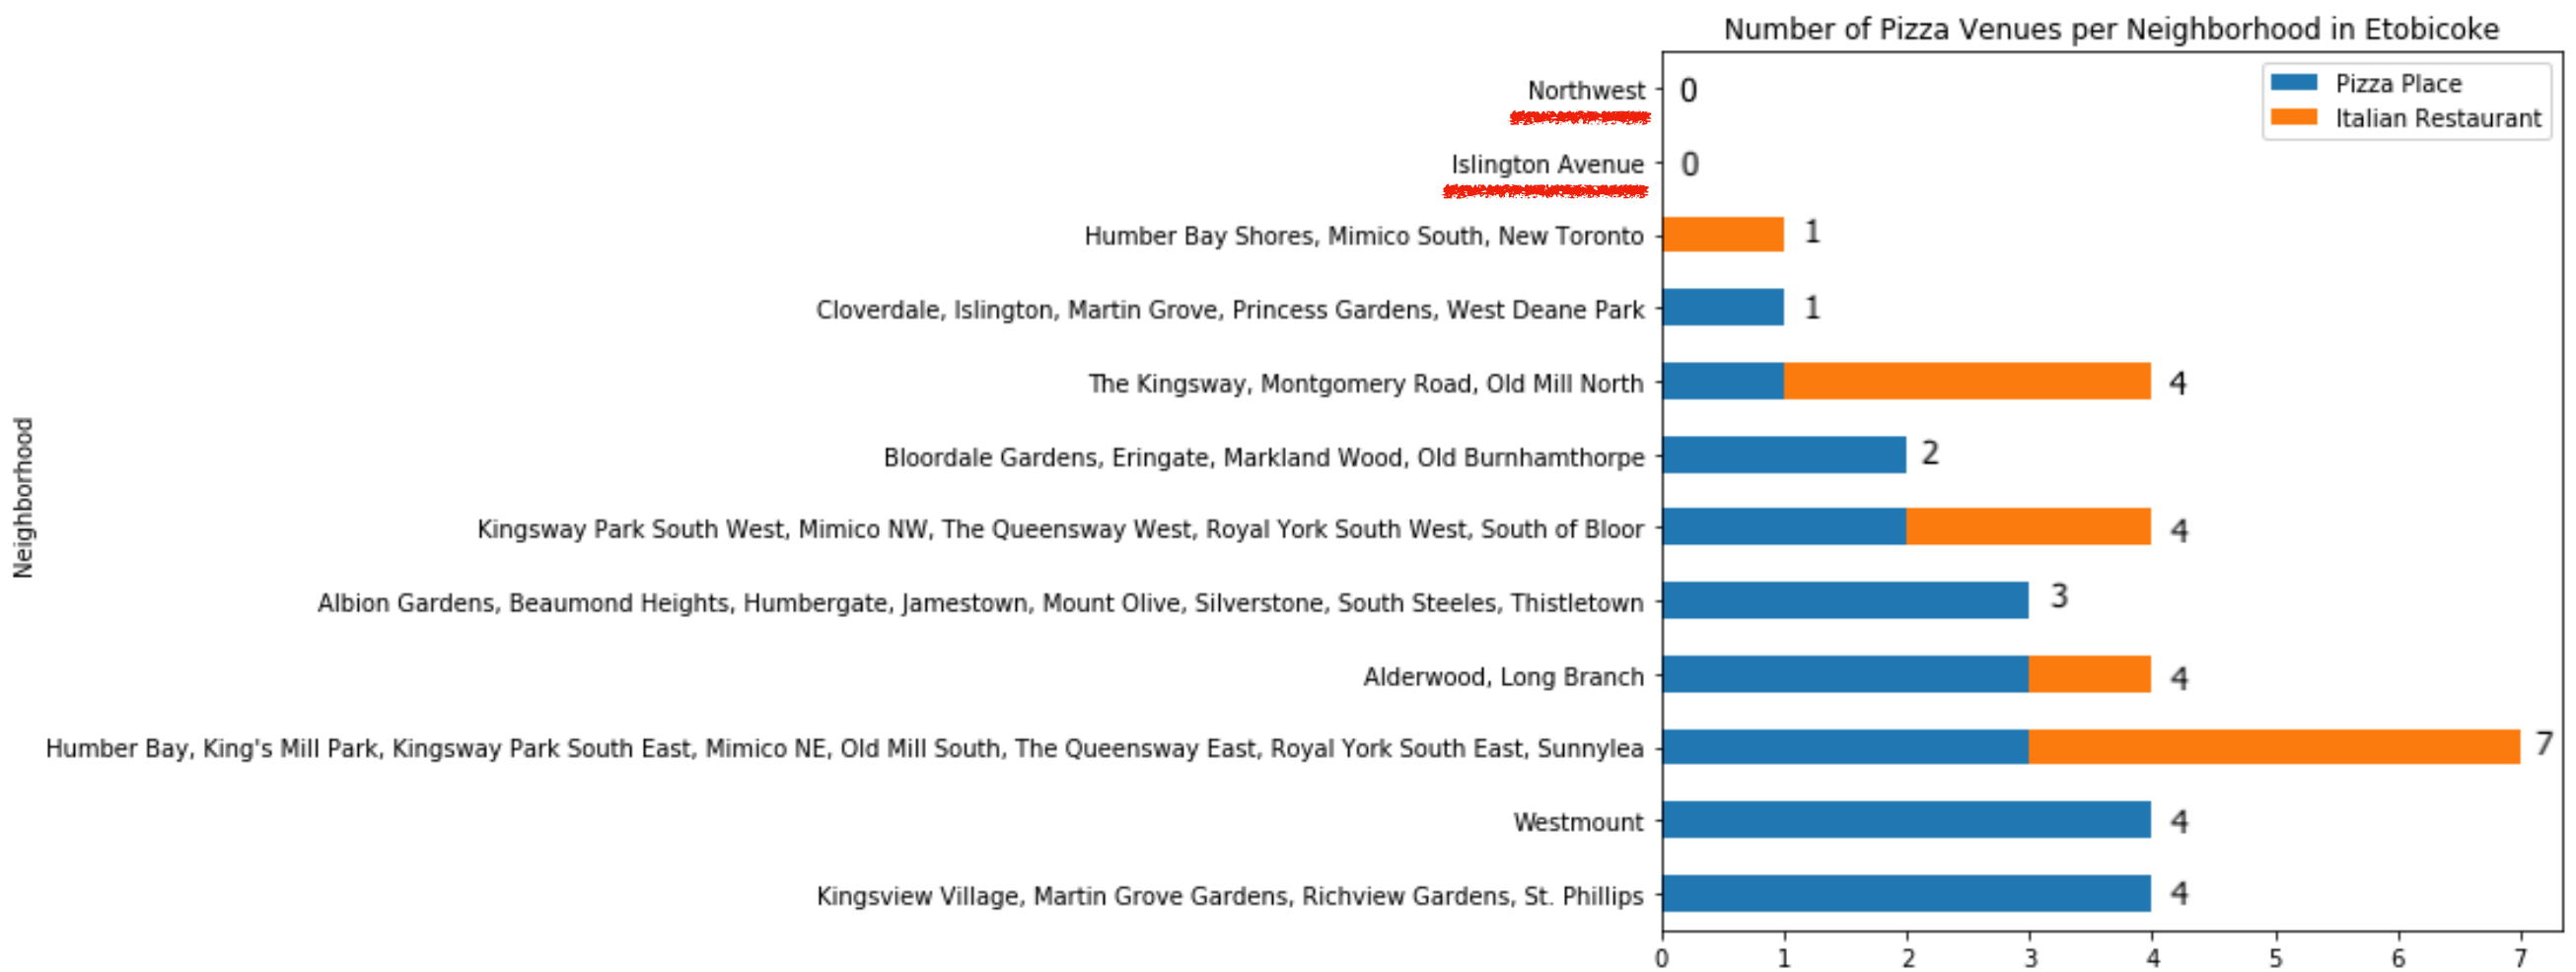 Number of Pizza Venues per Neighborhood in Etobicoke
Pizza Place
Italian Restaurant
Neighborhood
Northwest 0
Islington Avenue 0
Humber Bay Shores, Mimico South, New Toronto 1
Cloverdale, Islington, Martin Grove, Princess Gardens, West Deane Park 1
The Kingsway, Montgomery Road, Old Mill North 4
Bloordale Gardens, Eringate, Markland Wood, Old Burnhamthorpe 2
Kingsway Park South West, Mimico NW, The Queensway West, Royal York South West, South of Bloor 4
Albion Gardens, Beaumond Heights, Humbergate, Jamestown, Mount Olive, Silverstone, South Steeles, Thistletown 3
Alderwood, Long Branch 4
Humber Bay, King's Mill Park, Kingsway Park South East, Mimico NE, Old Mill South, The Queensway East, Royal York South East, Sunnylea 7
Westmount 4
Kingsview Village, Martin Grove Gardens, Richview Gardens, St. Phillips 4
0 1 2 3 4 5 6 7